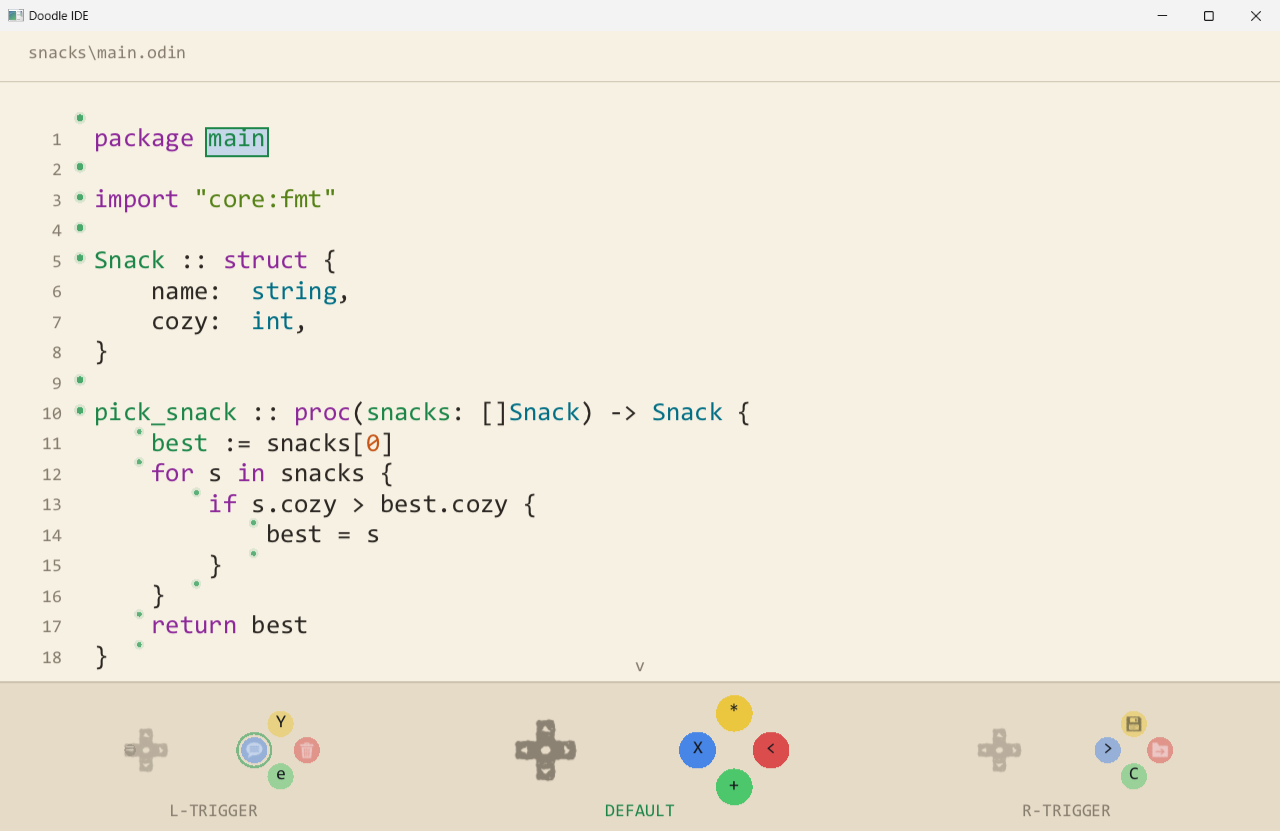 Doodle IDE
snacks\main.odin
1 package main
2
3 import "core:fmt"
4
5 Snack :: struct {
6     name:  string,
7     cozy:  int,
8 }
9
10 pick_snack :: proc(snacks: []Snack) -> Snack {
11     best := snacks[0]
12     for s in snacks {
13         if s.cozy > best.cozy {
14             best = s
15         }
16     }
17     return best
18 }
v
Y
e
L-TRIGGER
*
X <
+
DEFAULT
>
C
R-TRIGGER